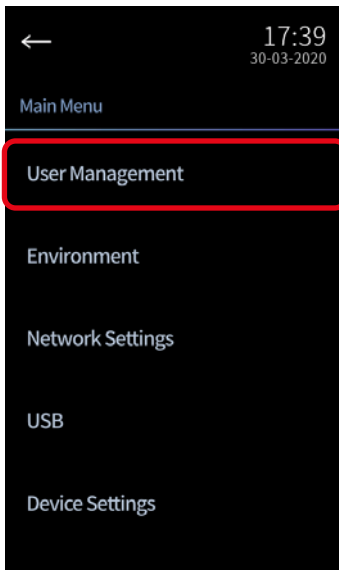 17:39
30-03-2020
Main Menu
User Management
Environment
Network Settings
USB
Device Settings